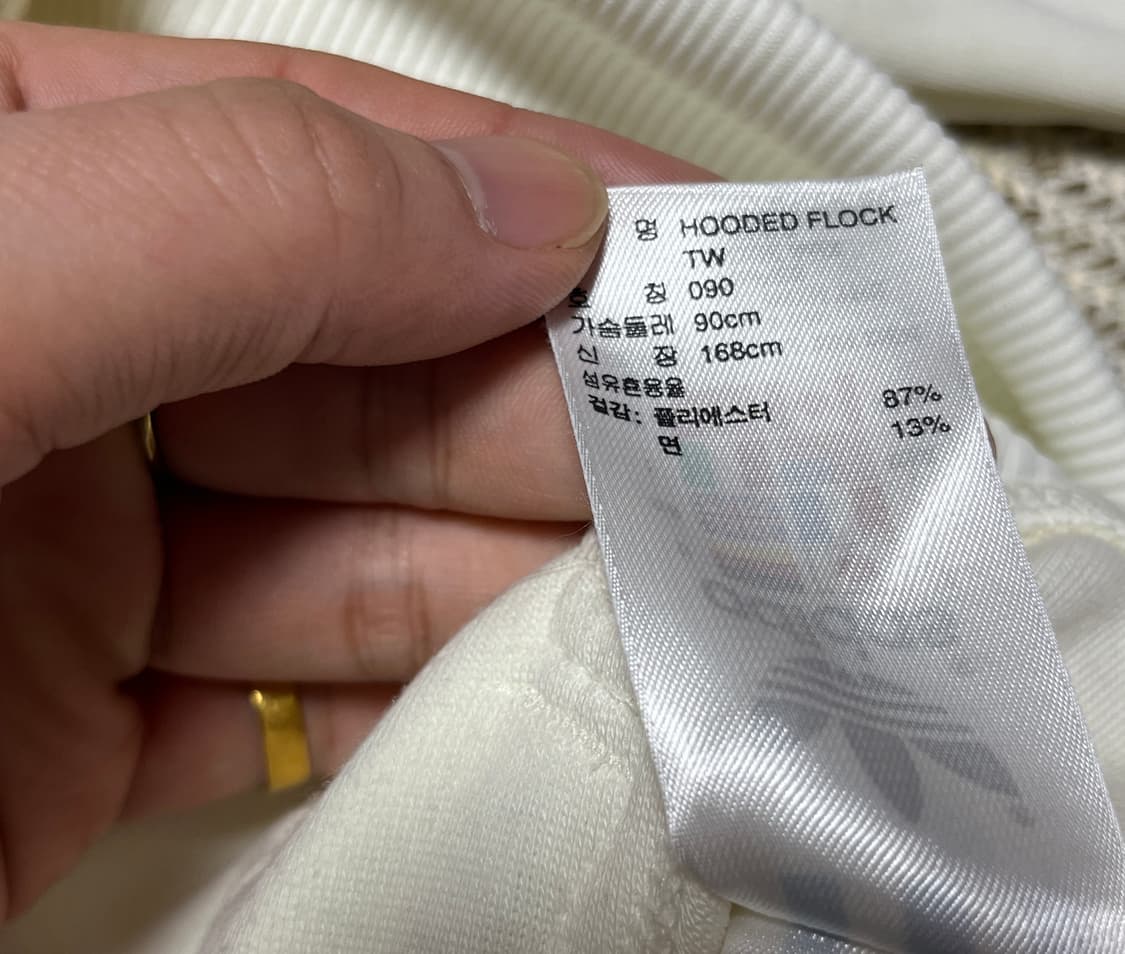 명 HOODED FLOCK
TW
호 칭 090
가슴둘레 90cm
신 장 168cm
섬유혼용율
겉감: 폴리에스터 87%
면 13%